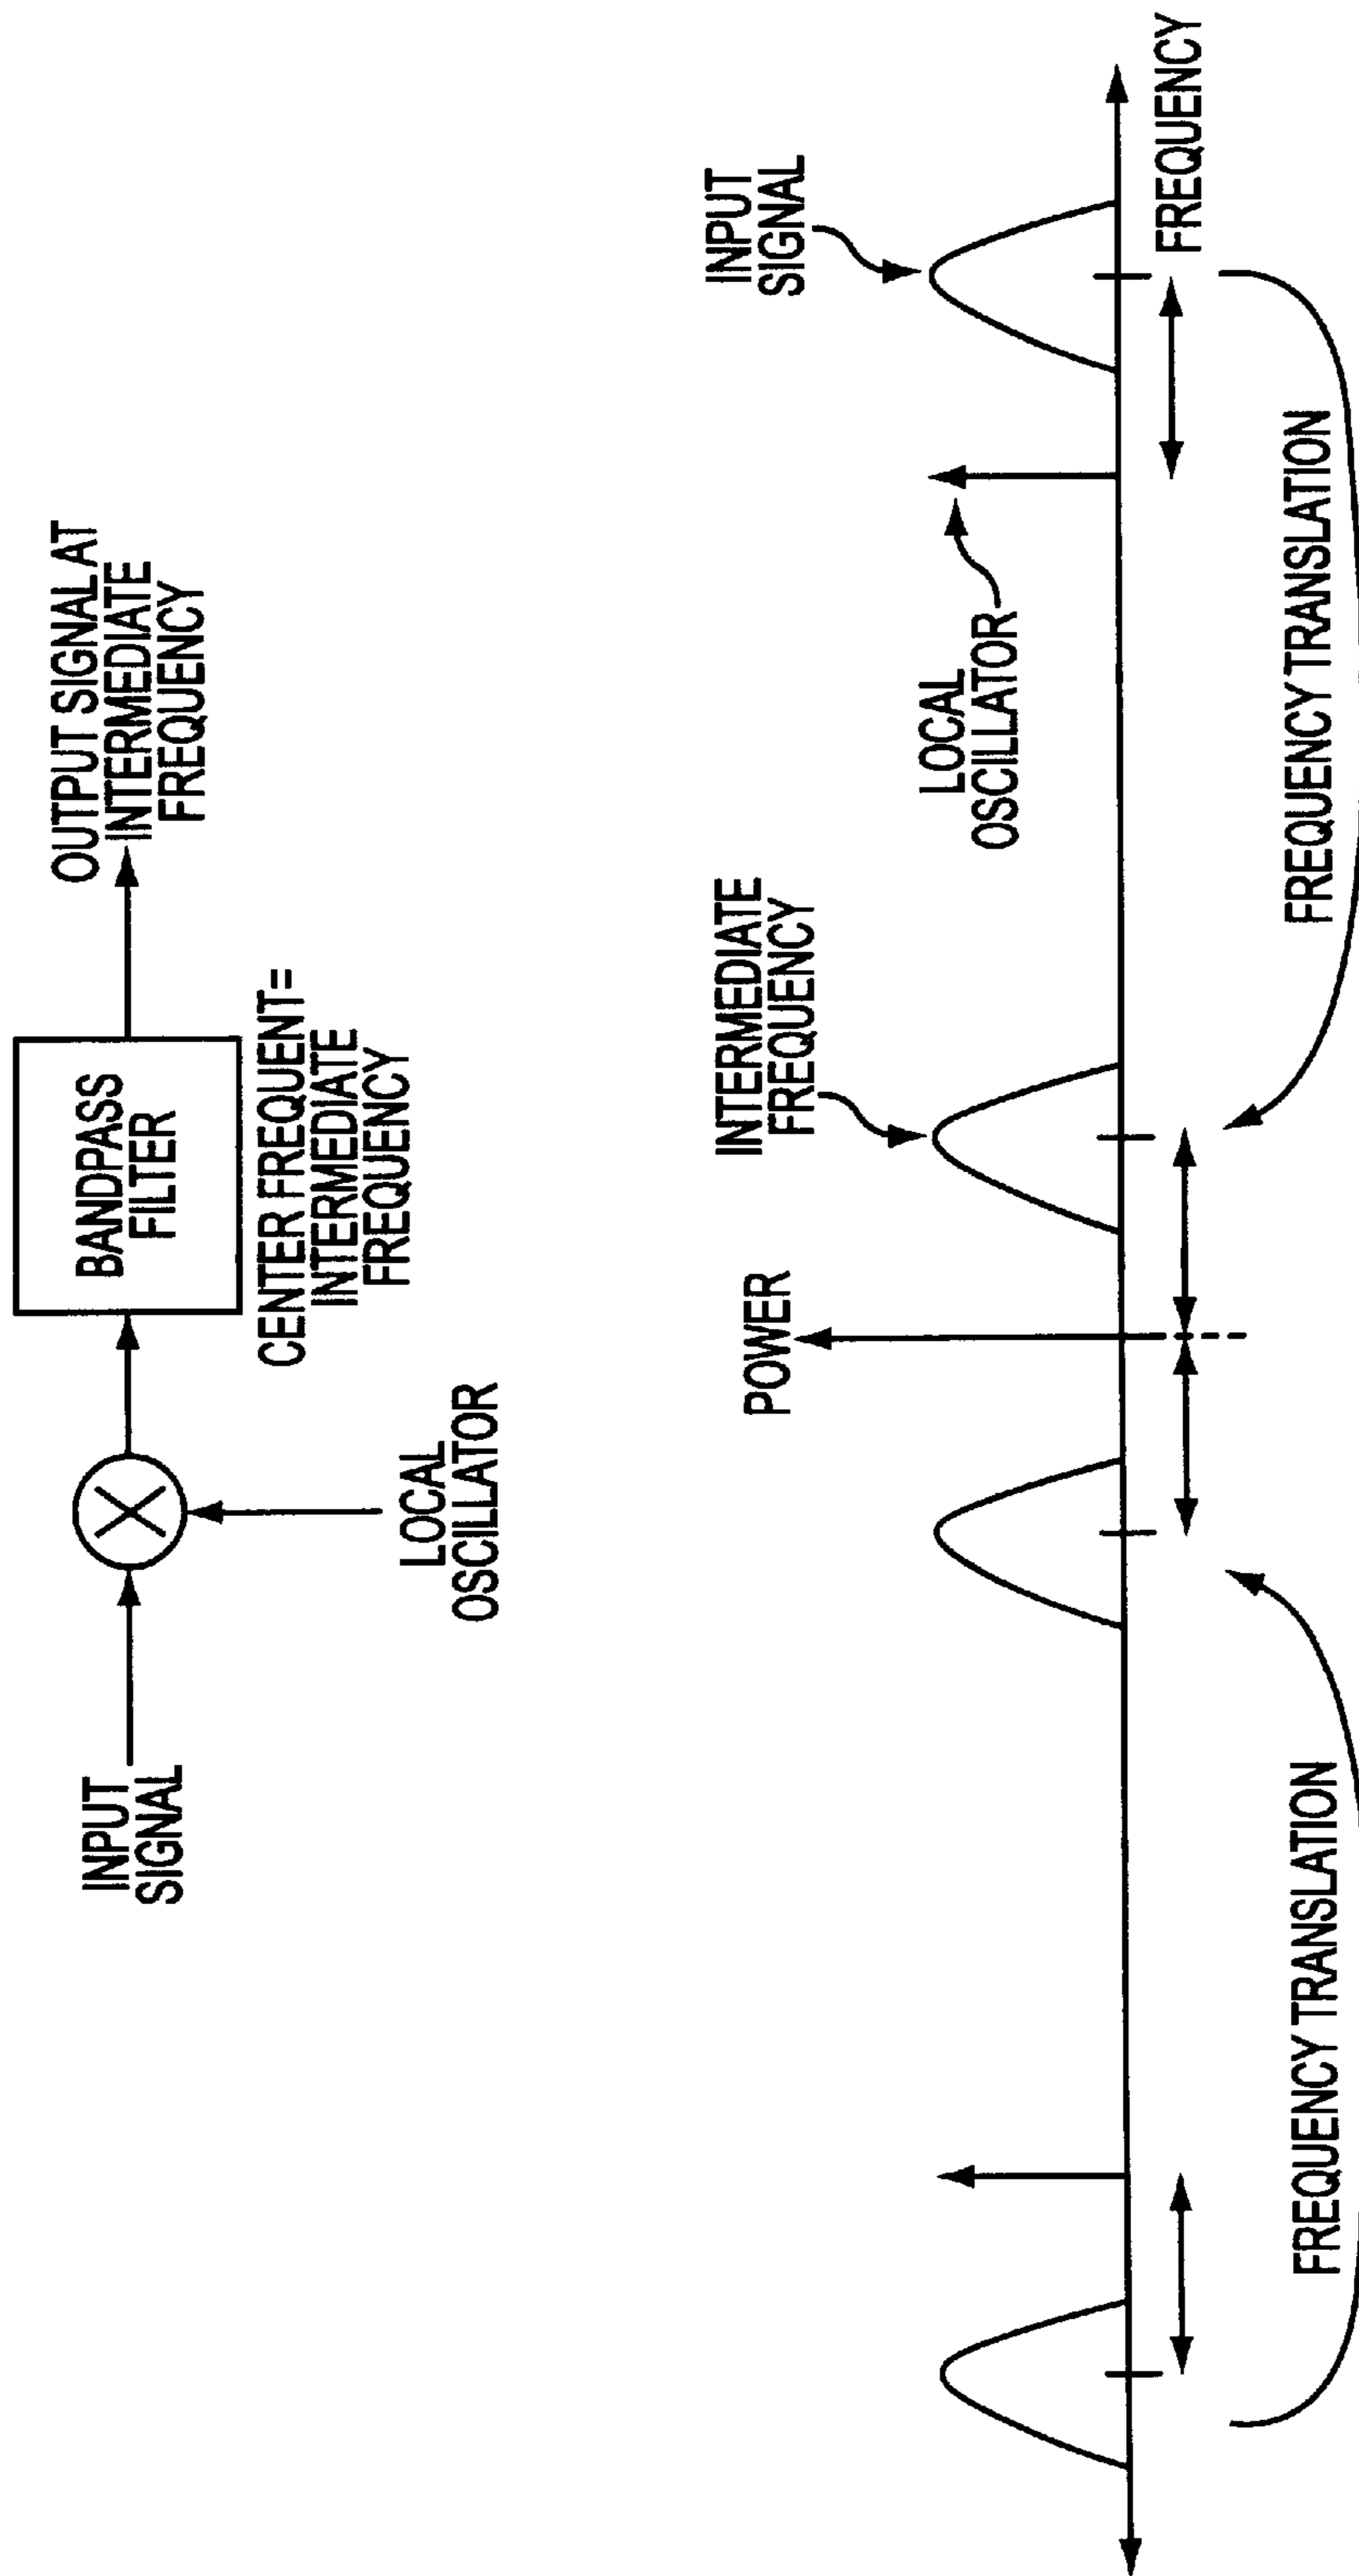 INPUT
SIGNAL
LOCAL
OSCILLATOR
BANDPASS
FILTER
CENTER FREQUENT=
INTERMEDIATE
FREQUENCY
OUTPUT SIGNAL AT
INTERMEDIATE
FREQUENCY
POWER
INTERMEDIATE
FREQUENCY
LOCAL
OSCILLATOR
INPUT
SIGNAL
FREQUENCY
FREQUENCY TRANSLATION
FREQUENCY TRANSLATION